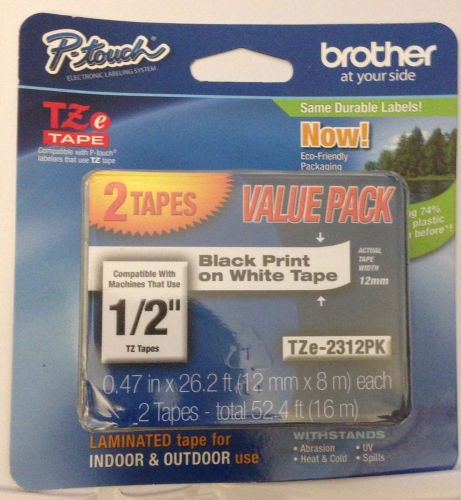 P-touch
ELECTRONIC LABELING SYSTEM
brother
at your side
TZe
TAPE
Compatible with P-touch
labelers that use TZ tape
Same Durable Labels!
Now!
Eco-Friendly
Packaging
74%
plastic
before*!
2 TAPES
VALUE PACK
Black Print
on White Tape
ACTUAL
TAPE
WIDTH
12mm
Compatible With
Machines That Use
1/2"
TZ Tapes
TZe-2312PK
0.47 in x 26.2 ft (12 mm x 8 m) each
2 Tapes - total 52.4 ft (16 m)
LAMINATED tape for
INDOOR & OUTDOOR use
WITHSTANDS
• Abrasion • UV
• Heat & Cold • Spills